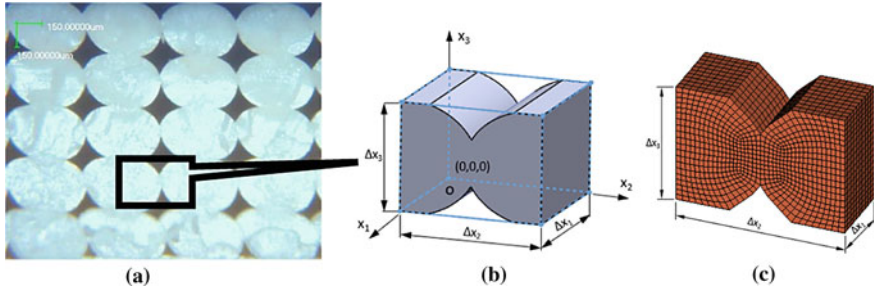 150.00000um
150.00000um
x₃
Δx₃
(0,0,0)
O
x₂
x₁
Δx₂
Δx₁
Δx₃
Δx₂
Δx₁
(a)
(b)
(c)